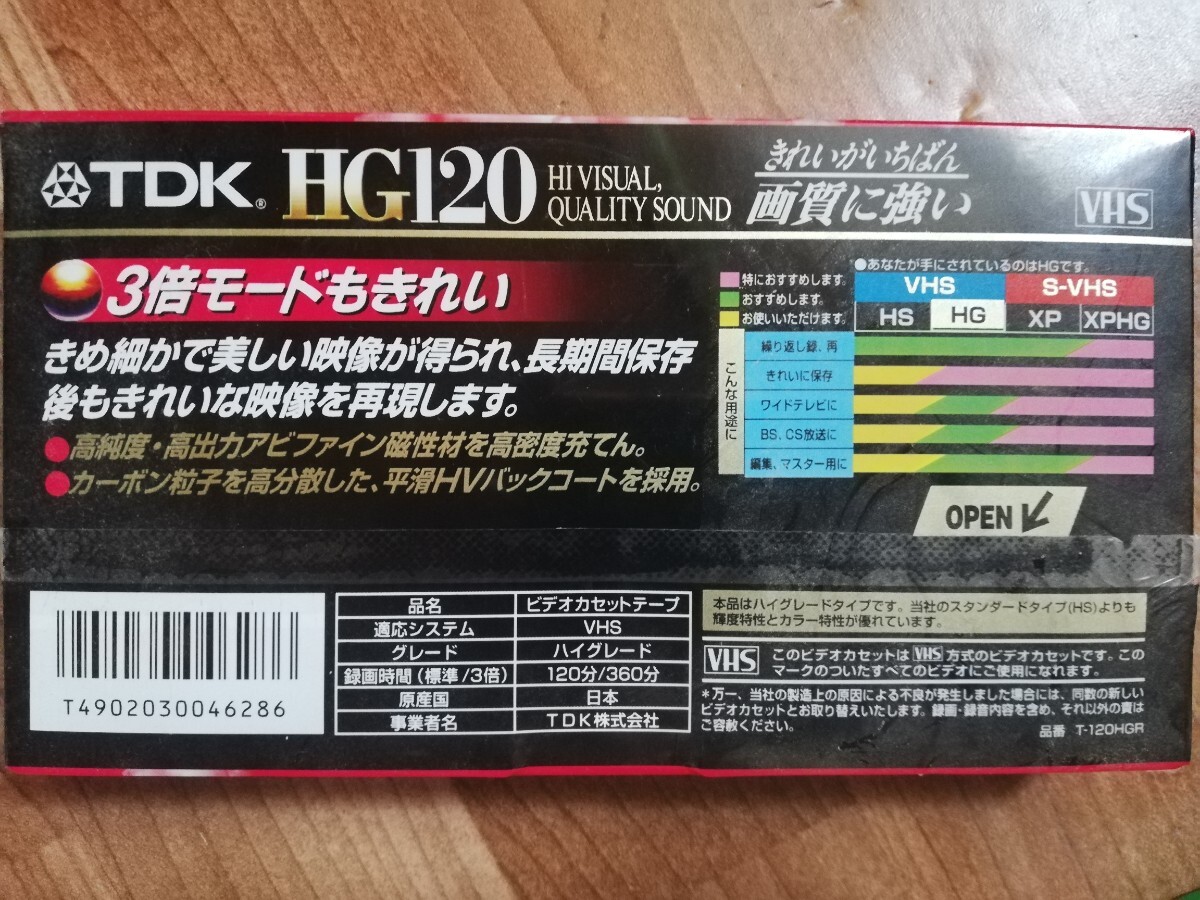 TDK® HG120 HI VISUAL, QUALITY SOUND
きれいがいちばん
画質に強い
VHS
3倍モードもきれい
きめ細かで美しい映像が得られ、長期間保存
後もきれいな映像を再現します。
●高純度・高出力アビファイン磁性材を高密度充てん。
●カーボン粒子を高分散した、平滑HVバックコートを採用。
●あなたが手にされているのはHGです。
特におすすめします。
おすすめします。
お使いいただけます。
VHS S-VHS
HS HG XP XPHG
こんな用途に
繰り返し録、再
きれいに保存
ワイドテレビに
BS、CS放送に
編集、マスター用に
OPEN
T4902030046286
品名 ビデオカセットテープ
適応システム VHS
グレード ハイグレード
録画時間(標準/3倍) 120分/360分
原産国 日本
事業者名 TDK株式会社
本品はハイグレードタイプです。当社のスタンダードタイプ(HS)よりも
輝度特性とカラー特性が優れています。
VHS このビデオカセットは VHS 方式のビデオカセットです。この
マークのついたすべてのビデオにご使用になれます。
*万一、当社の製造上の原因による不良が発生しました場合には、同数の新しい
ビデオカセットとお取り替えいたします。録画・録音内容を含め、それ以外の責は
ご容赦ください。
品番 T-120HGR